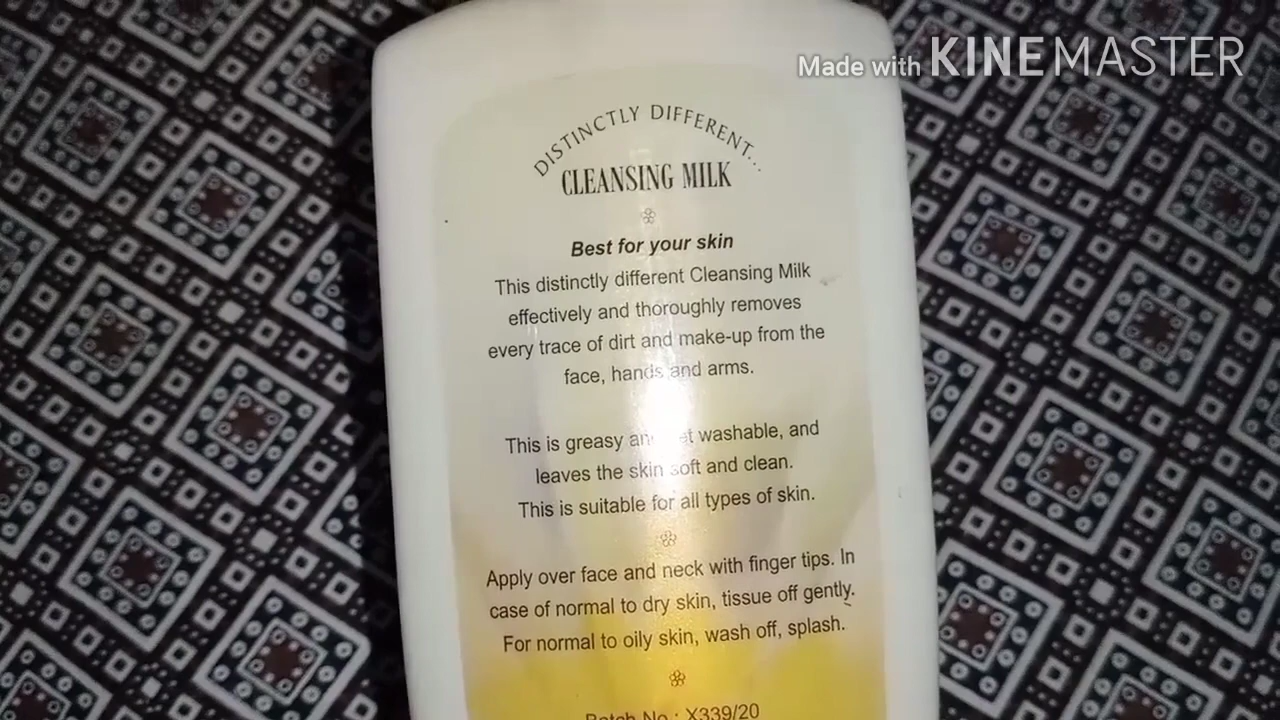 Made with KINEMASTER
DISTINCTLY DIFFERENT...
CLEANSING MILK
Best for your skin
This distinctly different Cleansing Milk
effectively and thoroughly removes
every trace of dirt and make-up from the
face, hands and arms.
This is greasy washable, and
leaves the skin soft and clean.
This is suitable for all types of skin.
Apply over face and neck with finger tips. In
case of normal to dry skin, tissue off gently.
For normal to oily skin, wash off, splash.
Batch No.: X339/20